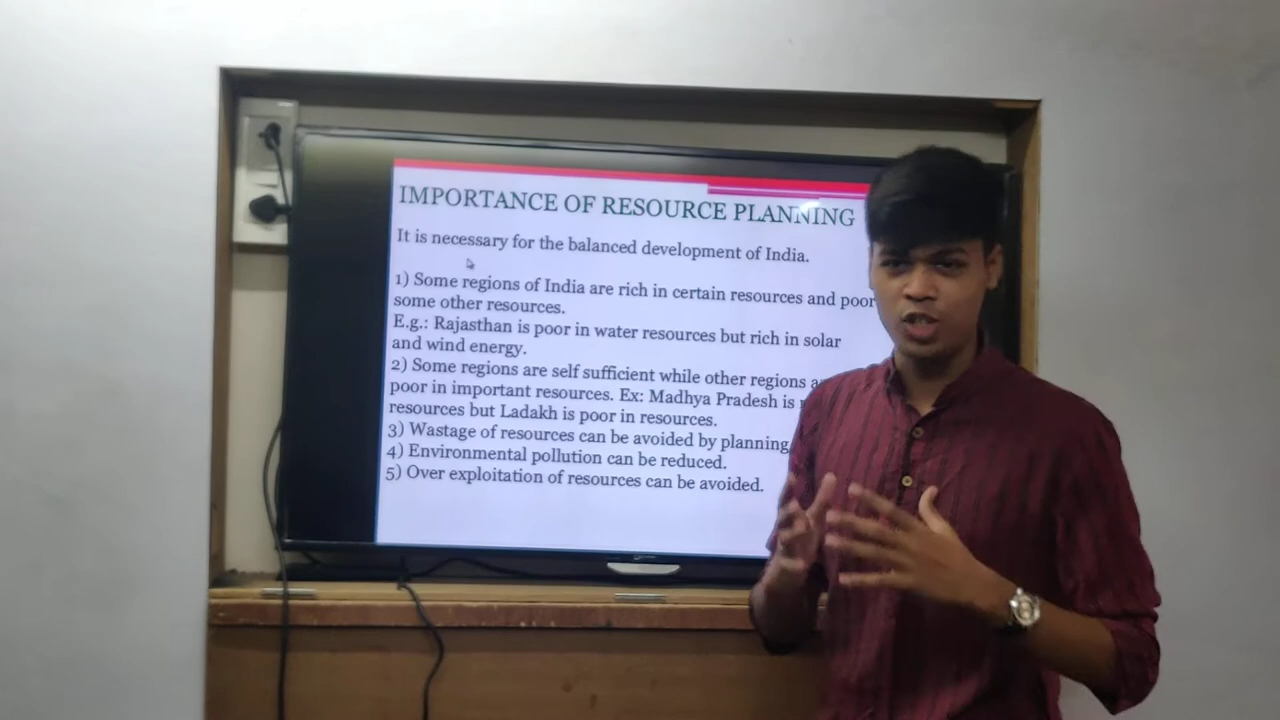 IMPORTANCE OF RESOURCE PLANNING
It is necessary for the balanced development of India.
1) Some regions of India are rich in certain resources and poor
some other resources.
E.g.: Rajasthan is poor in water resources but rich in solar
and wind energy.
2) Some regions are self sufficient while other regions
poor in important resources. Ex: Madhya Pradesh is
resources but Ladakh is poor in resources.
3) Wastage of resources can be avoided by planning
4) Environmental pollution can be reduced.
5) Over exploitation of resources can be avoided.